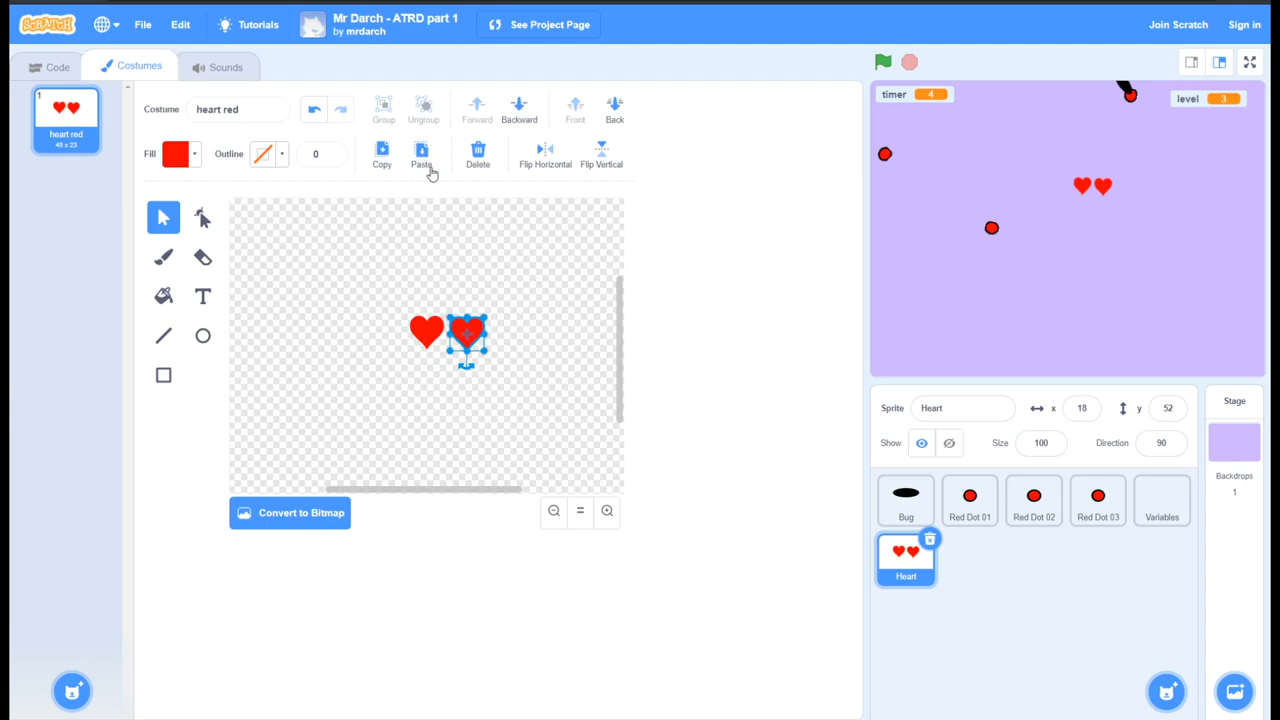 SCRATCH File Edit Tutorials Mr Darch - ATRD part 1 See Project Page Join Scratch Sign in
by mrdarch
Code Costumes Sounds
1
heart red
48 x 23
Costume heart red Group Ungroup Forward Backward Front Back
Fill Outline 0 Copy Paste Delete Flip Horizontal Flip Vertical
Convert to Bitmap
timer 4 level 3
Sprite Heart x 18 y 52
Show Size 100 Direction 90
Stage
Backdrops
1
Bug Red Dot 01 Red Dot 02 Red Dot 03 Variables
Heart